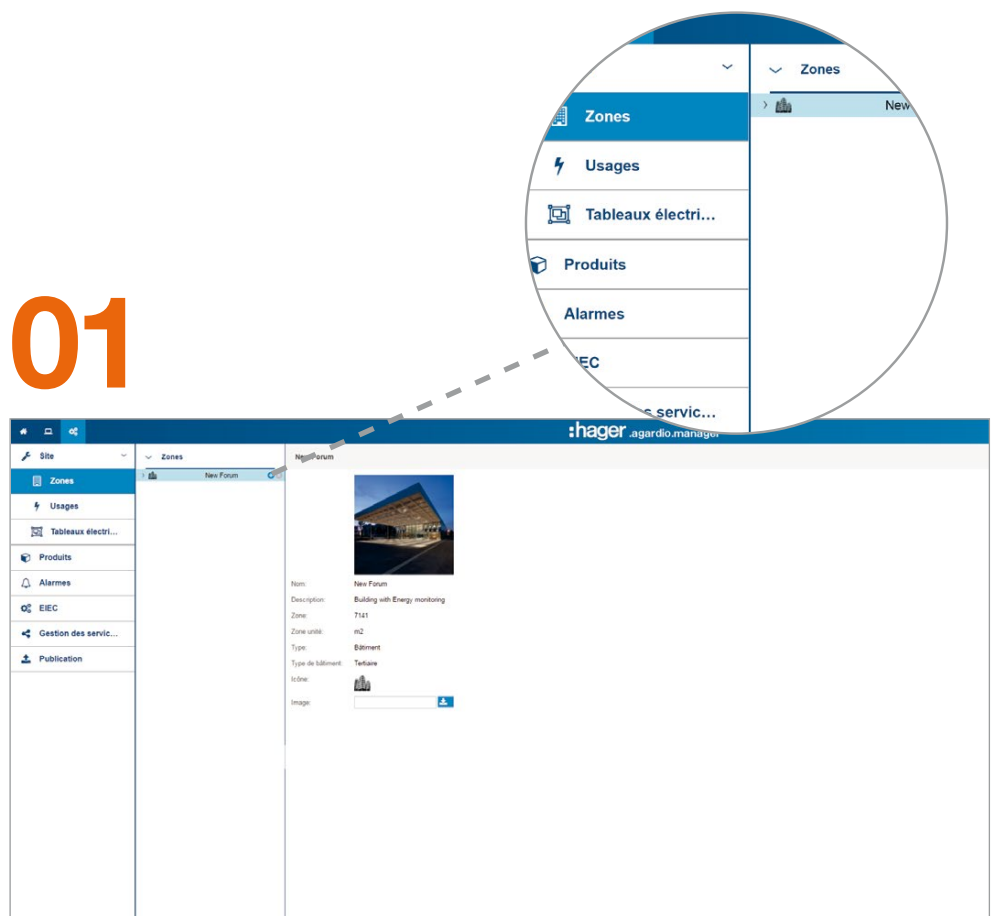 Zones
Zones
New
Usages
Tableaux électri...
Produits
Alarmes
EC
s servic...
01
:hager .agardio.manager
Site
Zones
New Forum
Zones
New Forum
Usages
Tableaux électri...
Produits
Alarmes
EIEC
Gestion des servic...
Publication
Nom: New Forum
Description: Building with Energy monitoring
Zone: 7141
Zone unité: m2
Type: Bâtiment
Type de bâtiment: Tertiaire
Icône:
Image: